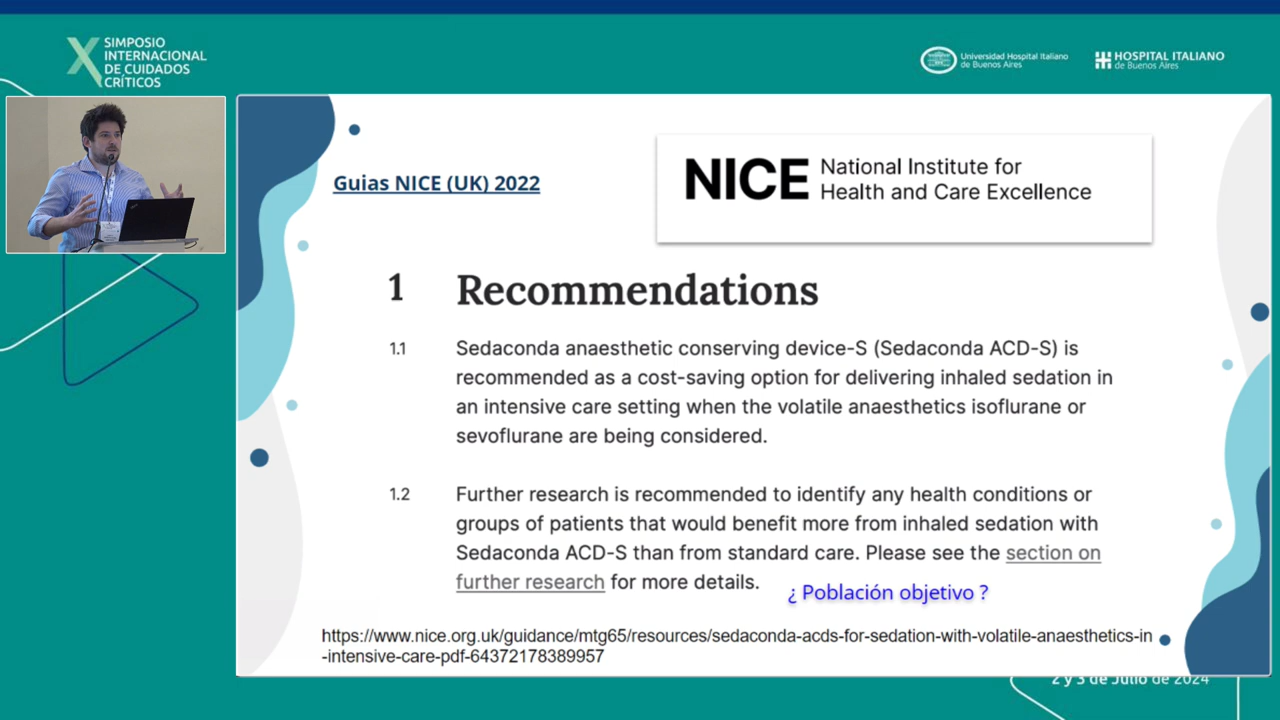 SIMPOSIO
INTERNACIONAL
DE CUIDADOS
CRÍTICOS
Universidad Hospital Italiano
de Buenos Aires
HOSPITAL ITALIANO
de Buenos Aires
Guias NICE (UK) 2022
NICE National Institute for
Health and Care Excellence
1 Recommendations
1.1 Sedaconda anaesthetic conserving device-S (Sedaconda ACD-S) is
recommended as a cost-saving option for delivering inhaled sedation in
an intensive care setting when the volatile anaesthetics isoflurane or
sevoflurane are being considered.
1.2 Further research is recommended to identify any health conditions or
groups of patients that would benefit more from inhaled sedation with
Sedaconda ACD-S than from standard care. Please see the section on
further research for more details.
¿ Población objetivo ?
https://www.nice.org.uk/guidance/mtg65/resources/sedaconda-acds-for-sedation-with-volatile-anaesthetics-in
-intensive-care-pdf-64372178389957
2 y 3 de Julio de 2024